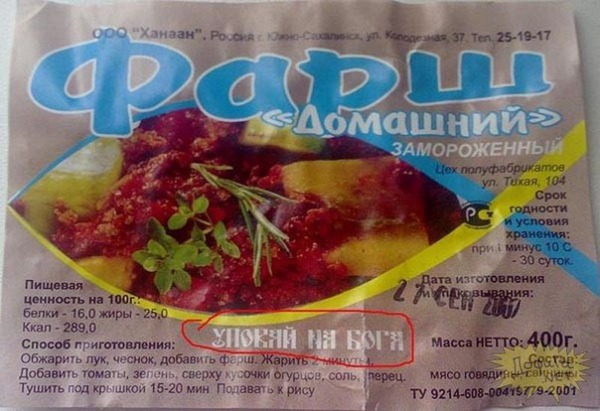 ООО "Ханаан". Россия г. Южно-Сахалинск, ул. Колодезная, 37. Тел. 25-19-17
Фарш
«Домашний»
ЗАМОРОЖЕННЫЙ
Цех полуфабрикатов
ул. Тихая, 104
Срок
годности
и условия
хранения:
при минус 10 С
- 30 суток.
Дата изготовления
и упаковывания:
27 СЕН 2007
Пищевая
ценность на 100г.:
белки - 16,0 жиры - 25,0
Ккал - 289,0
УПОВАЙ НА БОГА
Масса НЕТТО: 400г.
Способ приготовления:
Обжарить лук, чеснок, добавить фарш. Жарить 2 минуты.
Добавить томаты, зелень, сверху кусочки огурцов, соль, перец.
Тушить под крышкой 15-20 мин Подавать к рису
Состав:
мясо говядины, свинины
ТУ 9214-608-00419779-2001